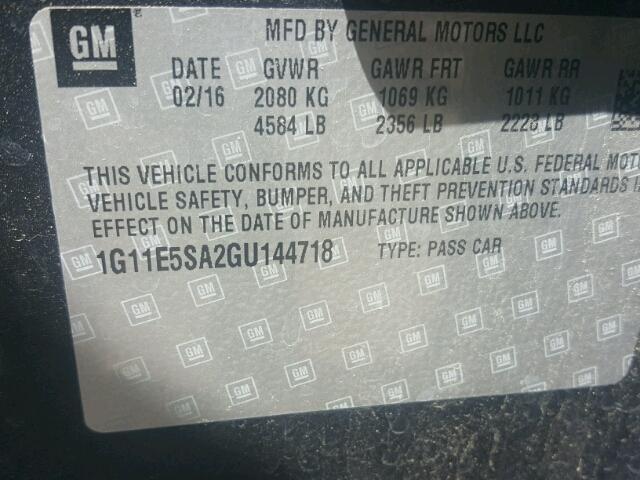 GM
MFD BY GENERAL MOTORS LLC
DATE GVWR GAWR FRT GAWR RR
02/16 2080 KG 1069 KG 1011 KG
4584 LB 2356 LB 2228 LB
THIS VEHICLE CONFORMS TO ALL APPLICABLE U.S. FEDERAL
VEHICLE SAFETY, BUMPER, AND THEFT PREVENTION STANDARDS
EFFECT ON THE DATE OF MANUFACTURE SHOWN ABOVE.
1G11E5SA2GU144718 TYPE: PASS CAR